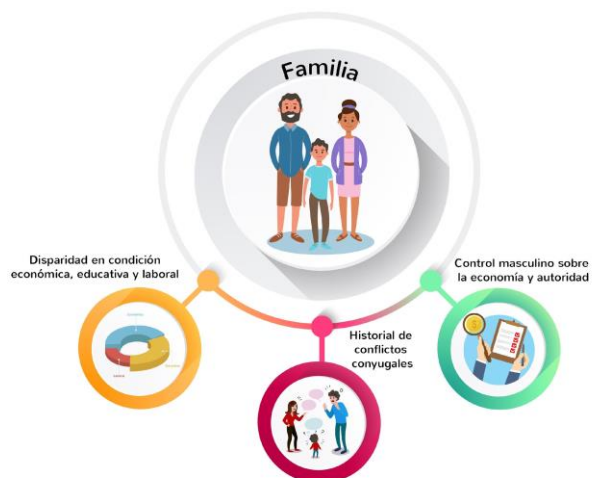 Familia
Disparidad en condición
económica, educativa y laboral
Control masculino sobre
la economía y autoridad
Historial de
conflictos
conyugales